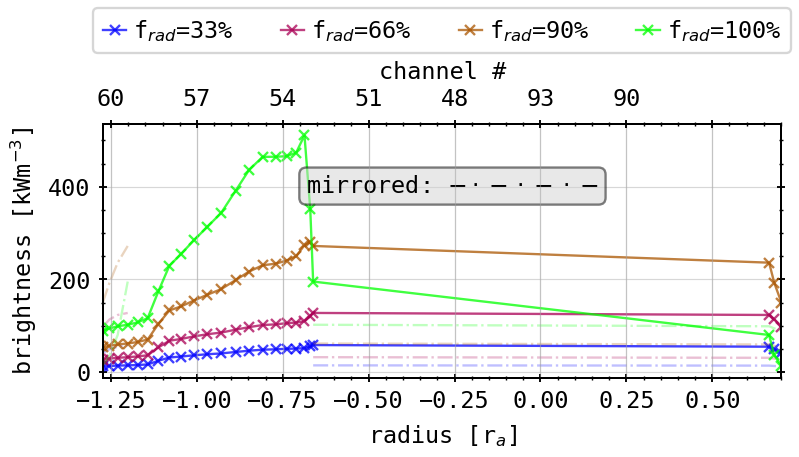 f_rad=33% f_rad=66% f_rad=90% f_rad=100%
channel #
60 57 54 51 48 93 90
brightness [kWm⁻³]
400
200
0
mirrored: — · — · — · —
−1.25 −1.00 −0.75 −0.50 −0.25 0.00 0.25 0.50
radius [r_a]